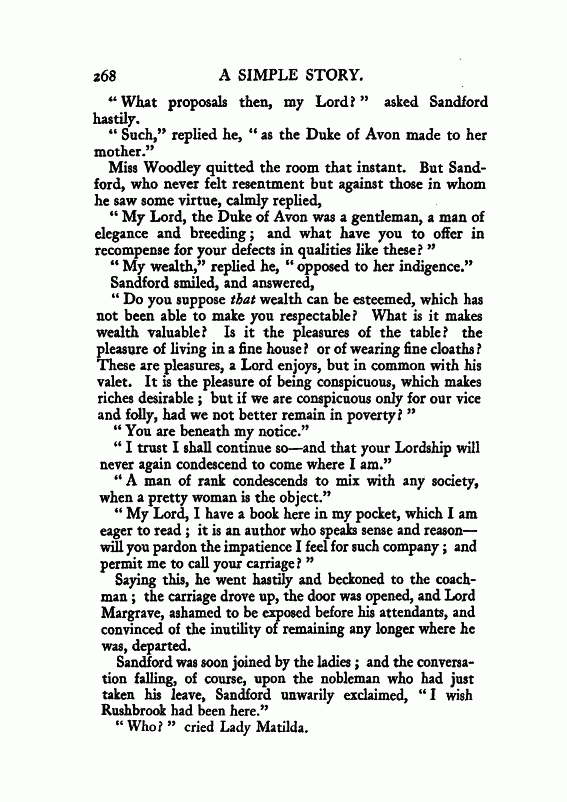 268 A SIMPLE STORY.
“What proposals then, my Lord?” asked Sandford
hastily.
“Such,” replied he, “as the Duke of Avon made to her
mother.”
Miss Woodley quitted the room that instant. But Sand-
ford, who never felt resentment but against those in whom
he saw some virtue, calmly replied,
“My Lord, the Duke of Avon was a gentleman, a man of
elegance and breeding; and what have you to offer in
recompense for your defects in qualities like these?”
“My wealth,” replied he, “opposed to her indigence.”
Sandford smiled, and answered,
“Do you suppose that wealth can be esteemed, which has
not been able to make you respectable? What is it makes
wealth valuable? Is it the pleasures of the table? the
pleasure of living in a fine house? or of wearing fine cloaths?
These are pleasures, a Lord enjoys, but in common with his
valet. It is the pleasure of being conspicuous, which makes
riches desirable; but if we are conspicuous only for our vice
and folly, had we not better remain in poverty?”
“You are beneath my notice.”
“I trust I shall continue so—and that your Lordship will
never again condescend to come where I am.”
“A man of rank condescends to mix with any society,
when a pretty woman is the object.”
“My Lord, I have a book here in my pocket, which I am
eager to read; it is an author who speaks sense and reason—
will you pardon the impatience I feel for such company; and
permit me to call your carriage?”
Saying this, he went hastily and beckoned to the coach-
man; the carriage drove up, the door was opened, and Lord
Margrave, ashamed to be exposed before his attendants, and
convinced of the inutility of remaining any longer where he
was, departed.
Sandford was soon joined by the ladies; and the conversa-
tion falling, of course, upon the nobleman who had just
taken his leave, Sandford unwarily exclaimed, “I wish
Rushbrook had been here.”
“Who?” cried Lady Matilda.